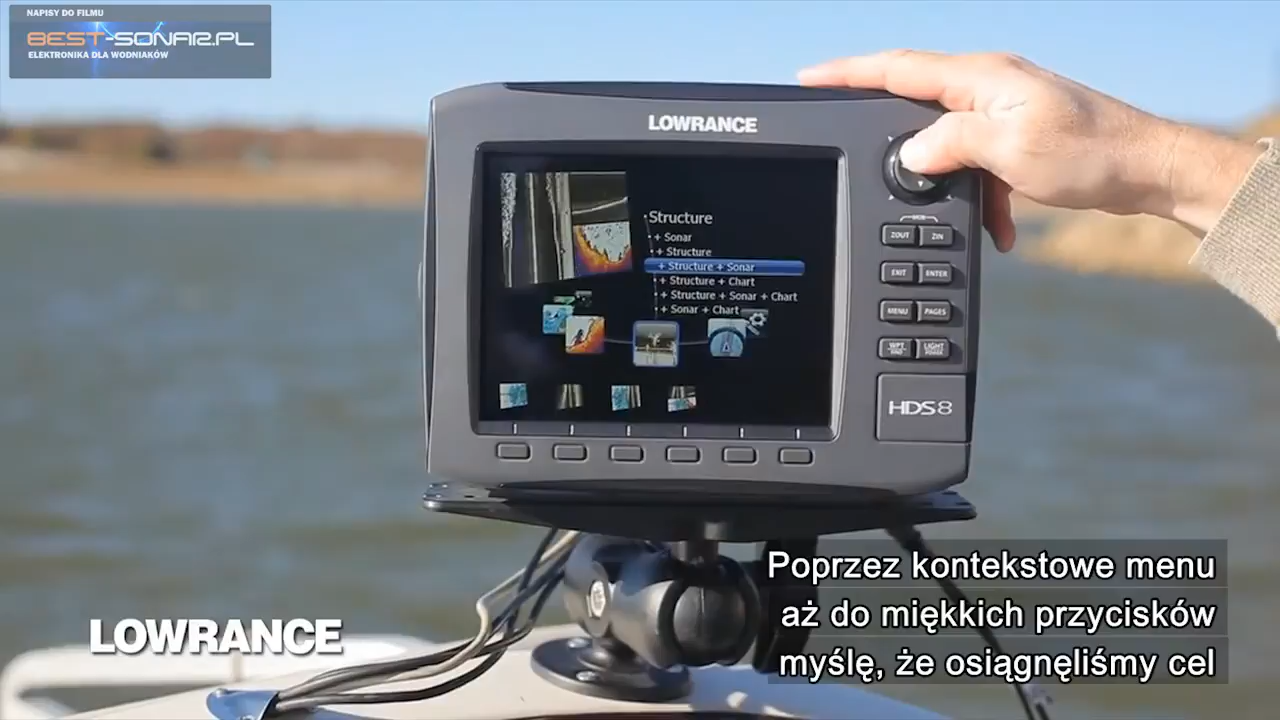 NAPISY DO FILMU
BEST-SONAR.PL
ELEKTRONIKA DLA WODNIAKÓW
LOWRANCE
Structure
+ Sonar
+ Structure
+ Structure + Sonar
+ Structure + Chart
+ Structure + Sonar + Chart
+ Sonar + Chart
ZOUT ZIN
EXIT ENTER
MENU PAGES
WPT LIGHT
HDS8
Poprzez kontekstowe menu
aż do miękkich przycisków
myślę, że osiągnęliśmy cel
LOWRANCE